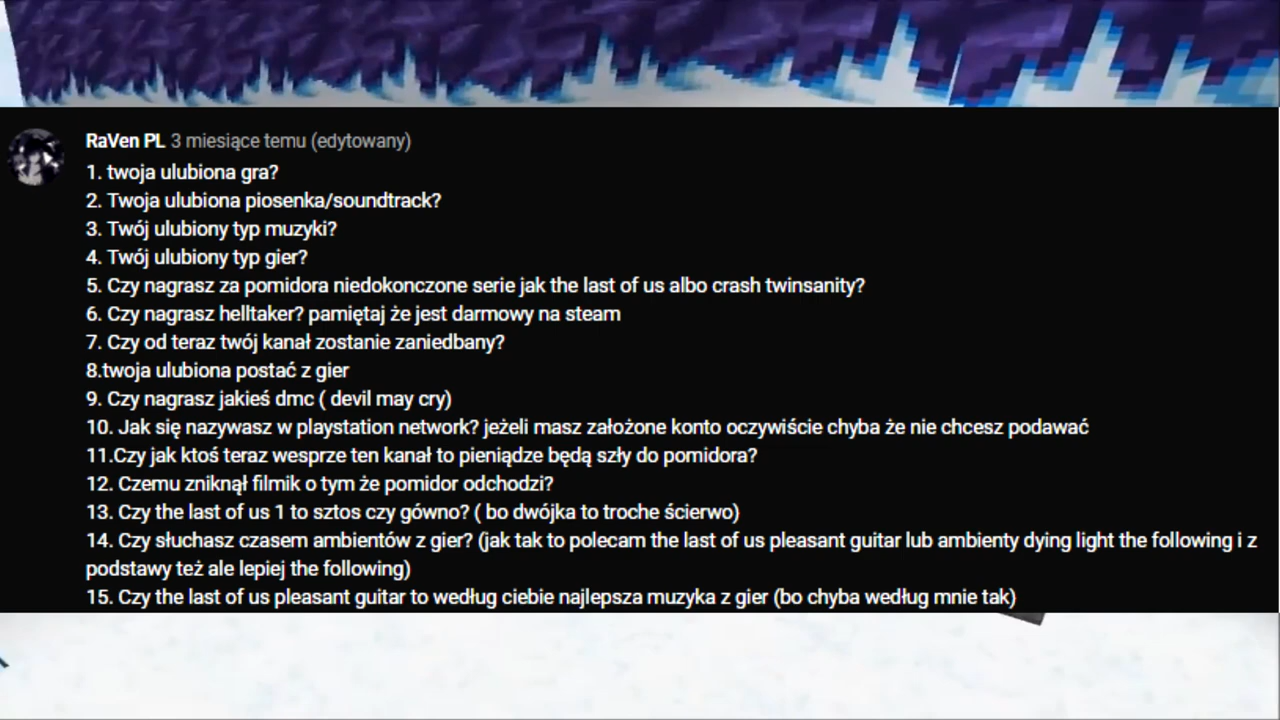 RaVen PL 3 miesiące temu (edytowany)
1. twoja ulubiona gra?
2. Twoja ulubiona piosenka/soundtrack?
3. Twój ulubiony typ muzyki?
4. Twój ulubiony typ gier?
5. Czy nagrasz za pomidora niedokonczone serie jak the last of us albo crash twinsanity?
6. Czy nagrasz helltaker? pamiętaj że jest darmowy na steam
7. Czy od teraz twój kanał zostanie zaniedbany?
8.twoja ulubiona postać z gier
9. Czy nagrasz jakieś dmc ( devil may cry)
10. Jak się nazywasz w playstation network? jeżeli masz założone konto oczywiście chyba że nie chcesz podawać
11.Czy jak ktoś teraz wesprze ten kanał to pieniądze będą szły do pomidora?
12. Czemu zniknął filmik o tym że pomidor odchodzi?
13. Czy the last of us 1 to sztos czy gówno? ( bo dwójka to troche ścierwo)
14. Czy słuchasz czasem ambientów z gier? (jak tak to polecam the last of us pleasant guitar lub ambienty dying light the following i z
podstawy też ale lepiej the following)
15. Czy the last of us pleasant guitar to według ciebie najlepsza muzyka z gier (bo chyba według mnie tak)